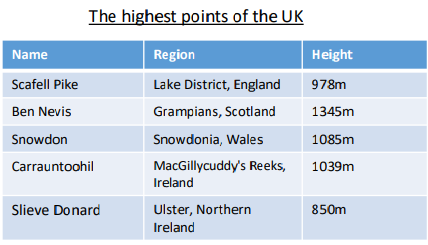 The highest points of the UK
Name Region Height
Scafell Pike Lake District, England 978m
Ben Nevis Grampians, Scotland 1345m
Snowdon Snowdonia, Wales 1085m
Carrauntoohil MacGillycuddy's Reeks, 1039m
Ireland
Slieve Donard Ulster, Northern 850m
Ireland